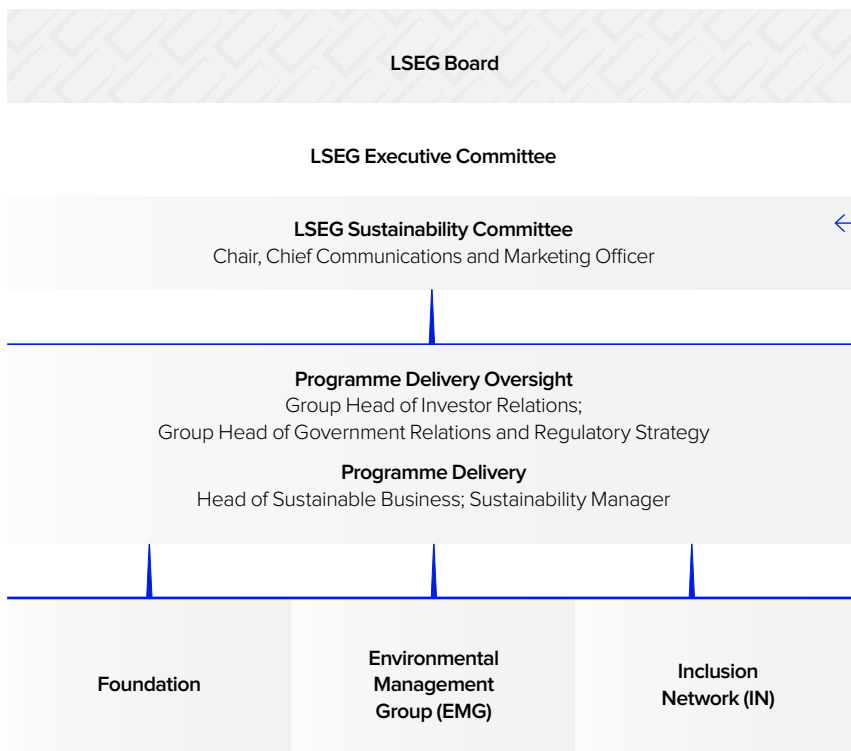 LSEG Board
LSEG Executive Committee
LSEG Sustainability Committee
Chair, Chief Communications and Marketing Officer
Programme Delivery Oversight
Group Head of Investor Relations;
Group Head of Government Relations and Regulatory Strategy
Programme Delivery
Head of Sustainable Business; Sustainability Manager
Foundation
Environmental
Management
Group (EMG)
Inclusion
Network (IN)